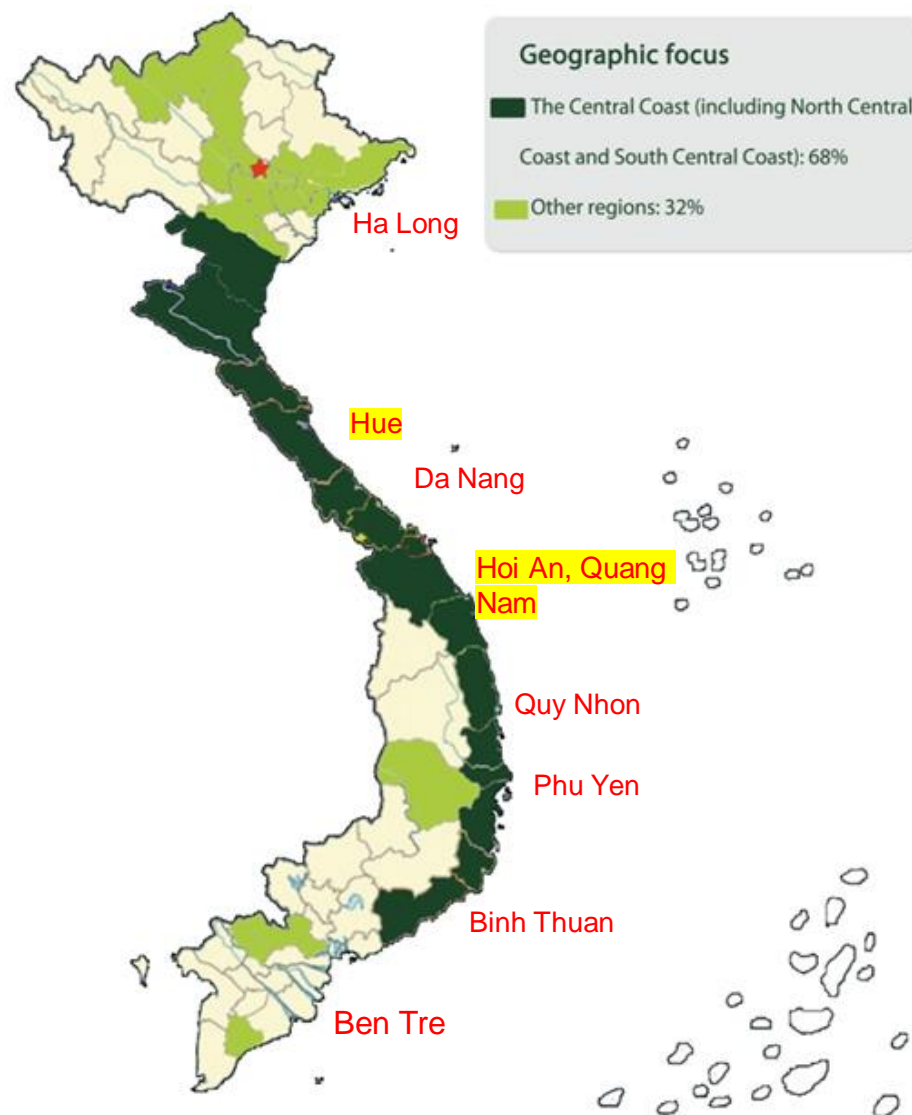 Geographic focus
The Central Coast (including North Central
Coast and South Central Coast): 68%
Other regions: 32%
Ha Long
Hue
Da Nang
Hoi An, Quang
Nam
Quy Nhon
Phu Yen
Binh Thuan
Ben Tre